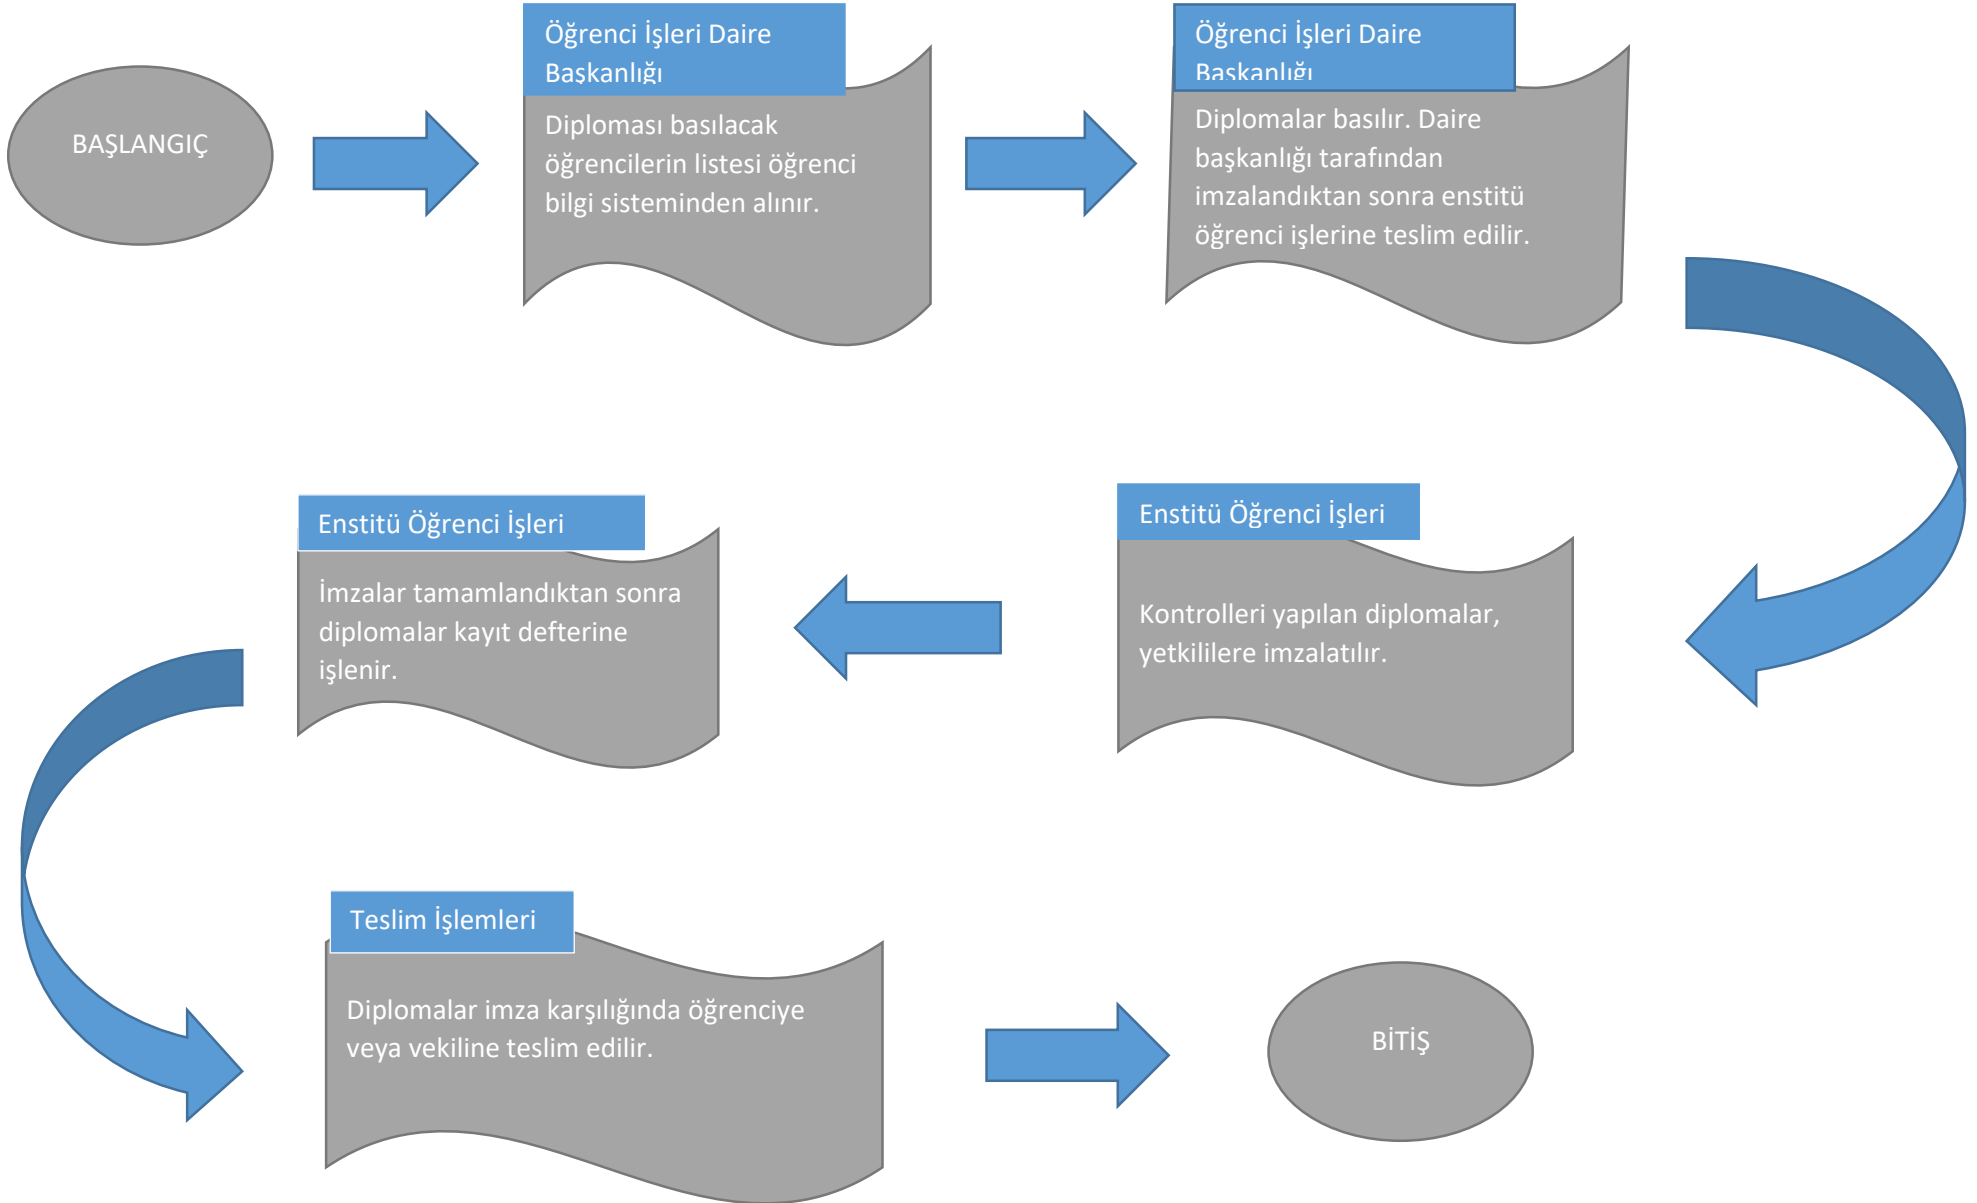 BAŞLANGIÇ
Öğrenci İşleri Daire
Başkanlığı
Diploması basılacak
öğrencilerin listesi öğrenci
bilgi sisteminden alınır.
Öğrenci İşleri Daire
Başkanlığı
Diplomalar basılır. Daire
başkanlığı tarafından
imzalandıktan sonra enstitü
öğrenci işlerine teslim edilir.
Enstitü Öğrenci İşleri
Kontrolleri yapılan diplomalar,
yetkililere imzalatılır.
Enstitü Öğrenci İşleri
İmzalar tamamlandıktan sonra
diplomalar kayıt defterine
işlenir.
Teslim İşlemleri
Diplomalar imza karşılığında öğrenciye
veya vekiline teslim edilir.
BİTİŞ